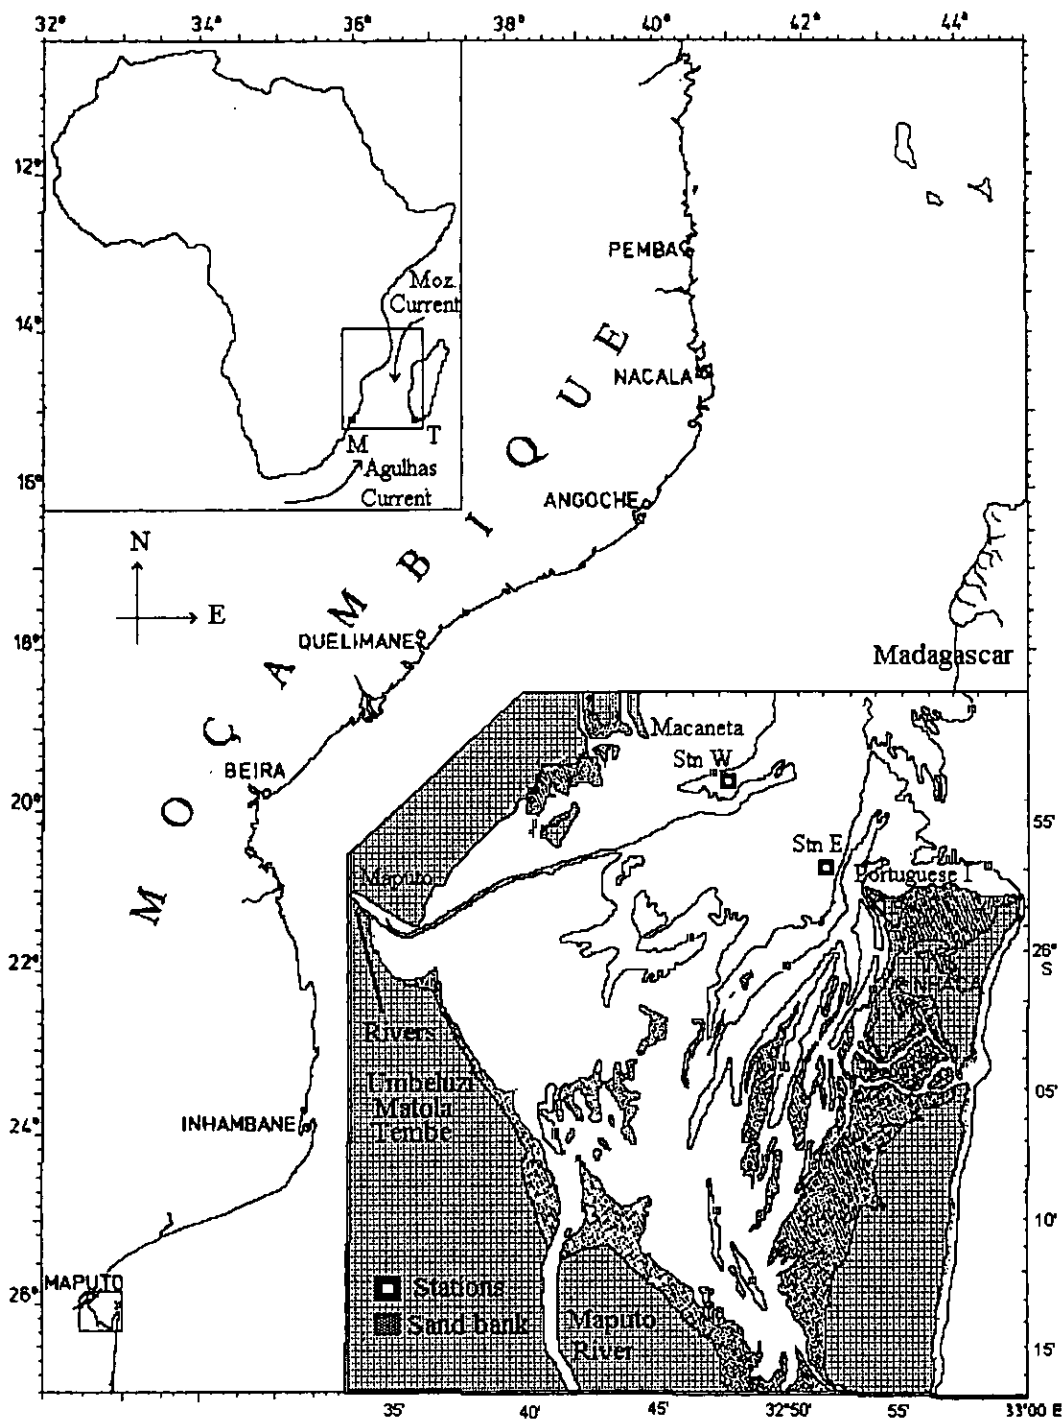 32° 34° 36° 38° 40° 42° 44°
12°
14°
16°
18°
20°
22°
24°
26°
Moz.
Current
M T
Agulhas
Current
N
E
MOÇAMBIQUE
PEMBA
NACALA
ANGOCHE
QUELIMANE
BEIRA
INHAMBANE
MAPUTO
Madagascar
Macaneta
Stn W
Stn E
Portuguese I
Maputo
INHACA
Rivers
Umbeluzi
Matola
Tembe
Stations
Sand bank
Maputo
River
55'
26°
S
05'
10'
15'
35' 40' 45' 32°50' 55' 33°00 E